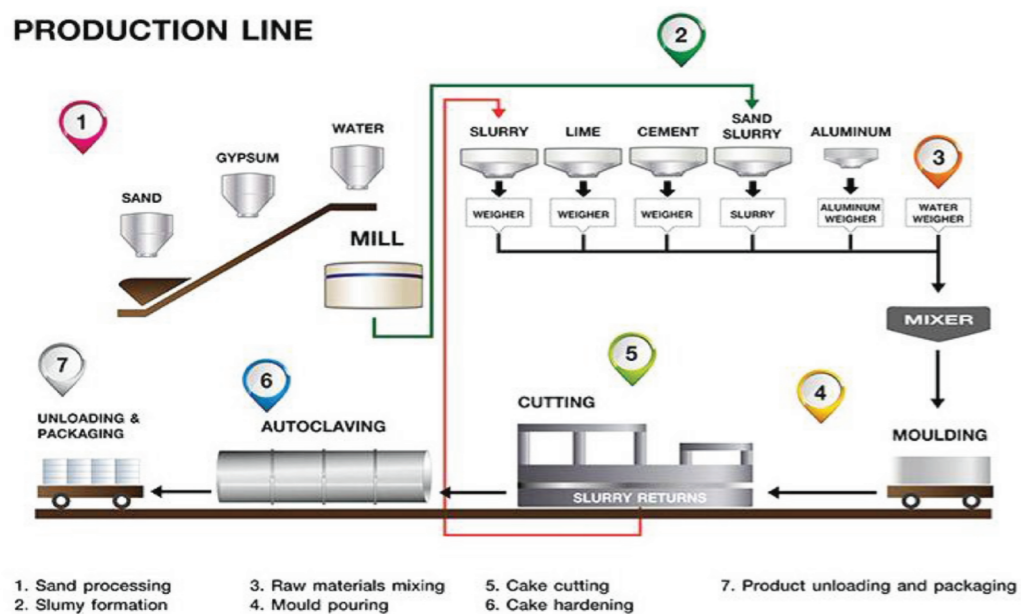 PRODUCTION LINE
1
2
3
SAND
GYPSUM
WATER
MILL
SLURRY
LIME
CEMENT
SAND
SLURRY
ALUMINUM
WEIGHER
WEIGHER
WEIGHER
SLURRY
ALUMINUM
WEIGHER
WATER
WEIGHER
MIXER
7
UNLOADING &
PACKAGING
6
AUTOCLAVING
5
CUTTING
SLURRY RETURNS
4
MOULDING
1. Sand processing
2. Slumy formation
3. Raw materials mixing
4. Mould pouring
5. Cake cutting
6. Cake hardening
7. Product unloading and packaging